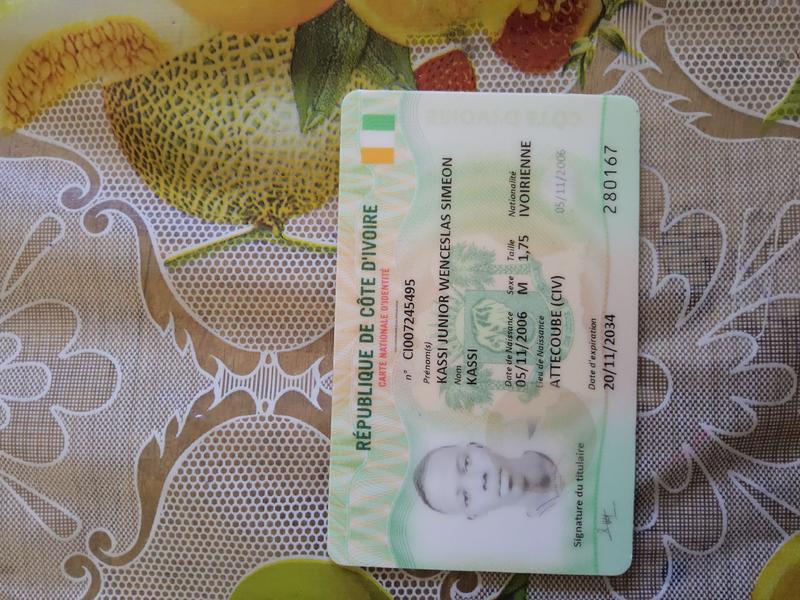 RÉPUBLIQUE DE CÔTE D'IVOIRE
CARTE NATIONALE D'IDENTITÉ
n° CI007245495
Prénom(s)
KASSI JUNIOR WENCESLAS SIMEON
Nom
KASSI
Date de Naissance Sexe Taille Nationalité
05/11/2006 M 1,75 IVOIRIENNE
Lieu de Naissance
ATTECOUBE (CIV)
05/11/2006
Date d'expiration
20/11/2034
280167
Signature du titulaire
CÔTE D'IVOIRE